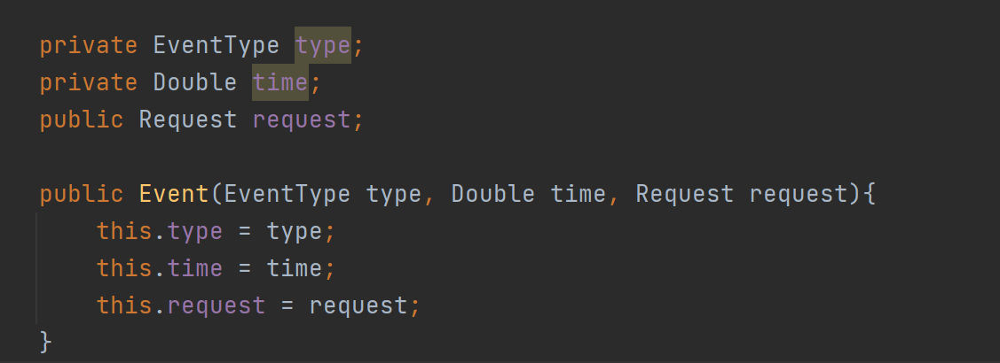 private EventType type;
private Double time;
public Request request;
public Event(EventType type, Double time, Request request){
this.type = type;
this.time = time;
this.request = request;
}